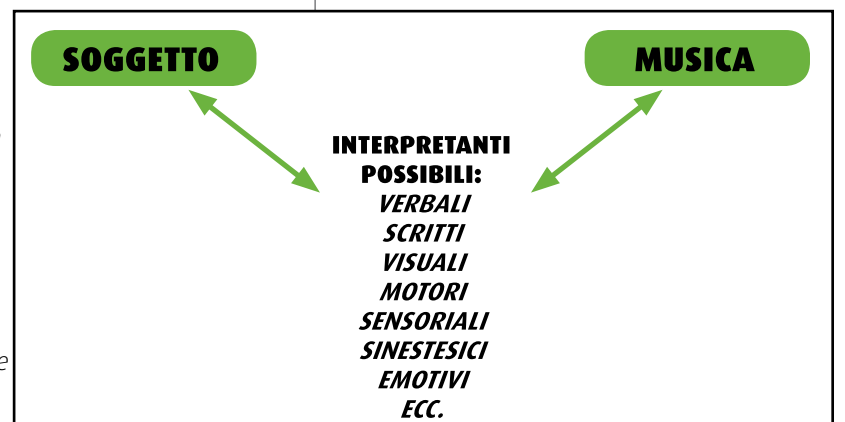 SOGGETTO
MUSICA
INTERPRETANTI
POSSIBILI:
VERBALI
SCRITTI
VISUALI
MOTORI
SENSORIALI
SINESTESICI
EMOTIVI
ECC.
e